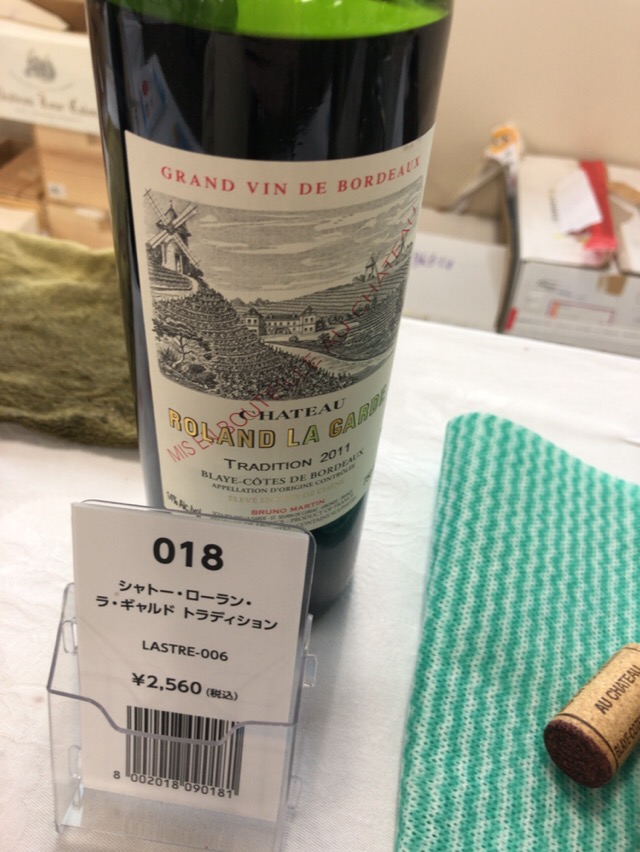 GRAND VIN DE BORDEAUX
MIS EN BOUTEILLE AU CHATEAU
CHATEAU
ROLAND LA GARDE
TRADITION 2011
BLAYE-CÔTES DE BORDEAUX
APPELLATION D'ORIGINE CONTRÔLÉE
BRUNO MARTIN
018
シャトー・ローラン・
ラ・ギャルド トラディション
LASTRE-006
¥2,560 (税込)
8 002018 090181
AU CHATEAU